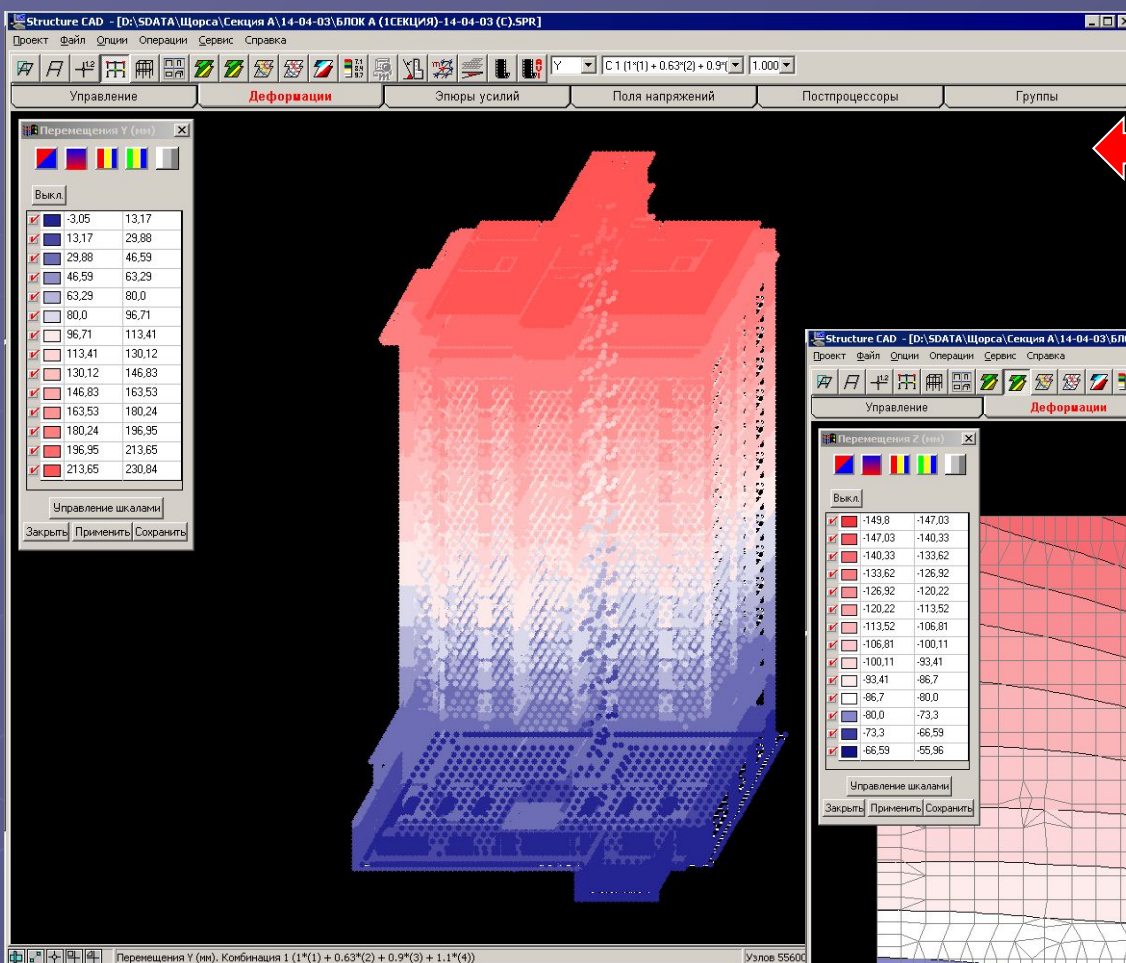 Structure CAD - [D:\SDATA\Щорса\Секция А\14-04-03\БЛОК А (1СЕКЦИЯ)-14-04-03 (С).SPR]
Проект Файл Опции Операции Сервис Справка
Y C 1 (1*(1) + 0.63*(2) + 0.9*( 1.000
Управление Деформации Эпюры усилий Поля напряжений Постпроцессоры Группы
Перемещения Y (мм)
Выкл.
-3,05 13,17
13,17 29,88
29,88 46,59
46,59 63,29
63,29 80,0
80,0 96,71
96,71 113,41
113,41 130,12
130,12 146,83
146,83 163,53
163,53 180,24
180,24 196,95
196,95 213,65
213,65 230,84
Управление шкалами
Закрыть Применить Сохранить
Structure CAD - [D:\SDATA\Щорса\Секция А\14-04-03\БЛО
Проект Файл Опции Операции Сервис Справка
Управление Деформации
Перемещения Z (мм)
Выкл.
-149,8 -147,03
-147,03 -140,33
-140,33 -133,62
-133,62 -126,92
-126,92 -120,22
-120,22 -113,52
-113,52 -106,81
-106,81 -100,11
-100,11 -93,41
-93,41 -86,7
-86,7 -80,0
-80,0 -73,3
-73,3 -66,59
-66,59 -55,96
Управление шкалами
Закрыть Применить Сохранить
Перемещения Y (мм). Комбинация 1 (1*(1) + 0.63*(2) + 0.9*(3) + 1.1*(4)) Узлов 55600